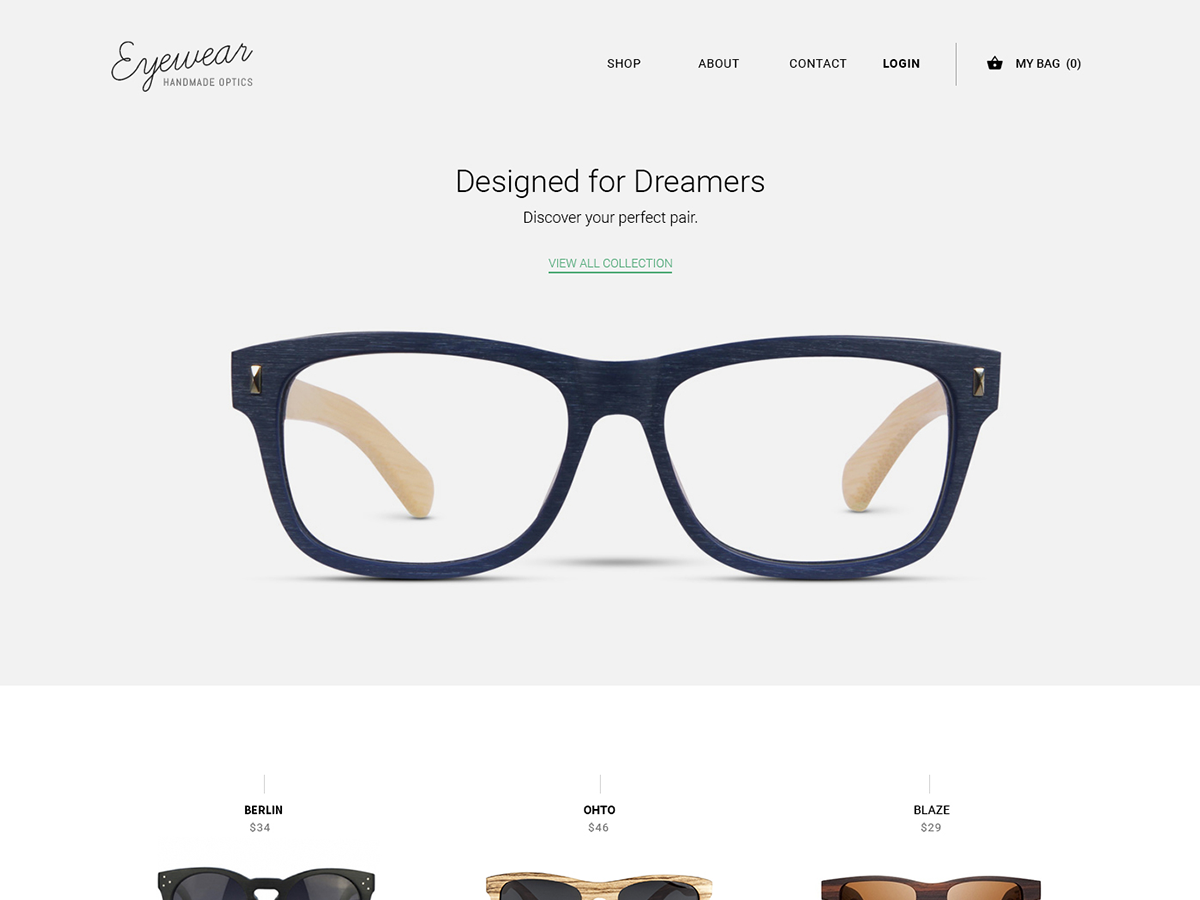 Eyewear
HANDMADE OPTICS
SHOP ABOUT CONTACT LOGIN MY BAG (0)
Designed for Dreamers
Discover your perfect pair.
VIEW ALL COLLECTION
BERLIN OHTO BLAZE
$34 $46 $29